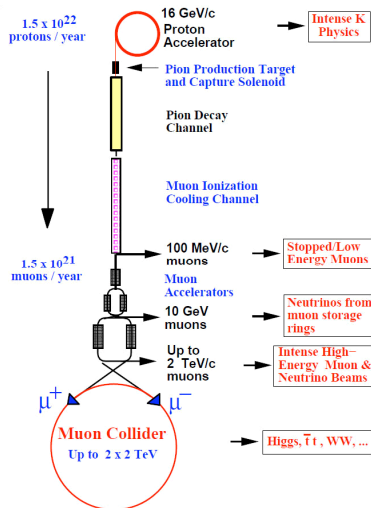 16 GeV/c
Proton
Accelerator
Intense K
Physics
1.5 x 10²²
protons / year
Pion Production Target
and Capture Solenoid
Pion Decay
Channel
Muon Ionization
Cooling Channel
1.5 x 10²¹
muons / year
100 MeV/c
muons
Stopped/Low
Energy Muons
Muon
Accelerators
10 GeV
muons
Neutrinos from
muon storage
rings
Up to
2 TeV/c
muons
Intense High–
Energy Muon &
Neutrino Beams
μ⁺
μ⁻
Muon Collider
Up to 2 x 2 TeV
Higgs, t̅ t , WW, ...